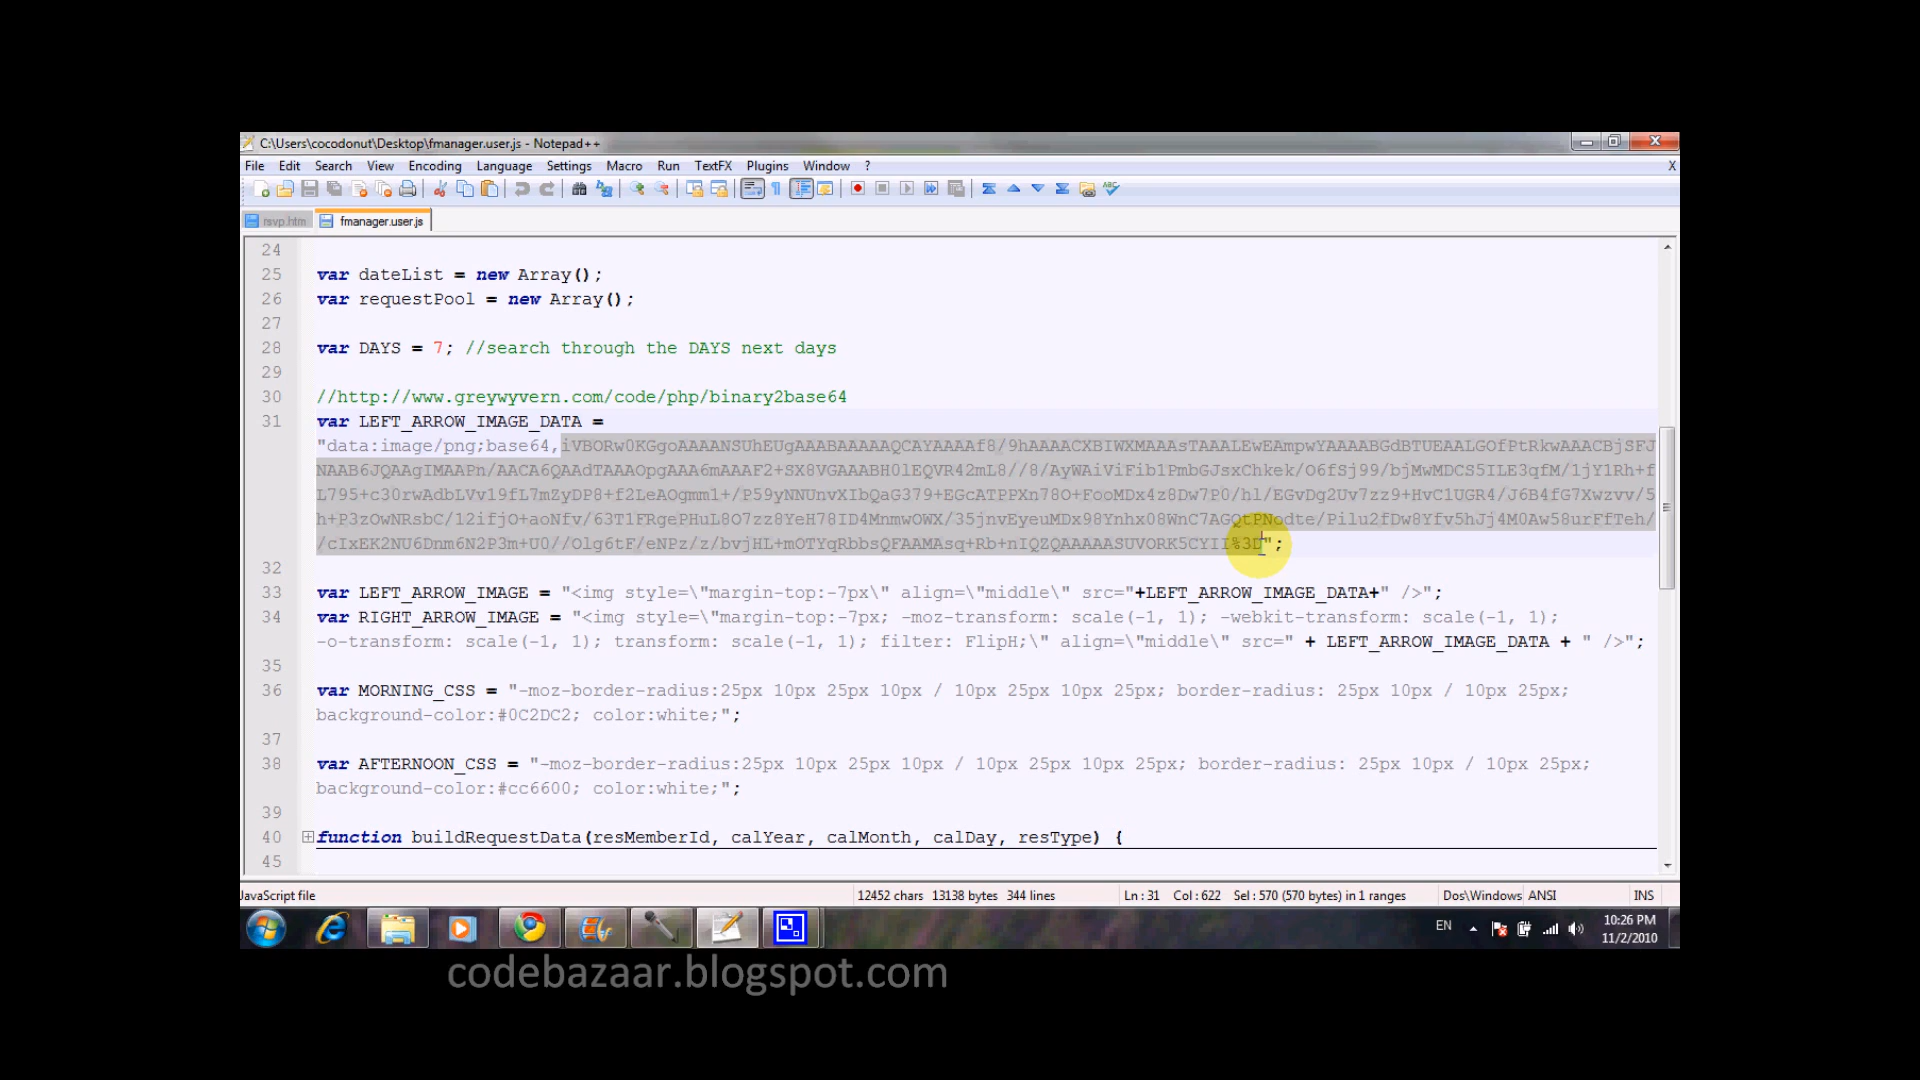 C:\Users\cocodonut\Desktop\fmanager.user.js - Notepad++
File Edit Search View Encoding Language Settings Macro Run TextFX Plugins Window ? X
rsvp.htm fmanager.user.js
24
25 var dateList = new Array();
26 var requestPool = new Array();
27
28 var DAYS = 7; //search through the DAYS next days
29
30 //http://www.greywyvern.com/code/php/binary2base64
31 var LEFT_ARROW_IMAGE_DATA =
"data:image/png;base64,iVBORw0KGgoAAAANSUhEUgAAABAAAAAQCAYAAAAf8/9hAAAACXBIWXMAAAsTAAALEwEAmpwYAAAABGdBTUEAALGOfPtRkwAAACBjSFJ
NAAB6JQAAgIMAAPn/AACA6QAAdTAAAOpgAAA6mAAAF2+SX8VGAAABH0lEQVR42mL8//8/AyWAiViFib1PmbGJsxChkek/O6fSj99/bjMwMDCS5ILE3qfM/1jY1Rh+f
L795+c30rwAdbLVv19fL7mZyDP8+f2LeAOgmm1+/P59yNNUnvXIbQaG379+EGcATPPXn78O+FooMDx4z8Dw7P0/hl/EGvDg2Uv7zz9+HvC1UGR4/J6B4fG7Xwzvv/5
h+P3zOwNRsbC/12ifjO+aoNfv/63T1FRgePHuL8O7zz8YeH78ID4MnmwOWX/35jnvEyeuMDx98Ynhx08WnC7AGQtPNodte/Pilu2fDw8Yfv5hJj4M0Aw58urFfTeh/
/cIxEK2NU6Dnm6N2P3m+U0//Olg6tF/eNPz/z/bvjHL+mOTYqRbbsQFAAMAsq+Rb+nIQZQAAAAASUVORK5CYII%3D";
32
33 var LEFT_ARROW_IMAGE = "<img style=\"margin-top:-7px\" align=\"middle\" src="+LEFT_ARROW_IMAGE_DATA+" />";
34 var RIGHT_ARROW_IMAGE = "<img style=\"margin-top:-7px; -moz-transform: scale(-1, 1); -webkit-transform: scale(-1, 1);
-o-transform: scale(-1, 1); transform: scale(-1, 1); filter: FlipH;\" align=\"middle\" src=" + LEFT_ARROW_IMAGE_DATA + " />";
35
36 var MORNING_CSS = "-moz-border-radius:25px 10px 25px 10px / 10px 25px 10px 25px; border-radius: 25px 10px / 10px 25px;
background-color:#0C2DC2; color:white;";
37
38 var AFTERNOON_CSS = "-moz-border-radius:25px 10px 25px 10px / 10px 25px 10px 25px; border-radius: 25px 10px / 10px 25px;
background-color:#cc6600; color:white;";
39
40 function buildRequestData(resMemberId, calYear, calMonth, calDay, resType) {
45
JavaScript file 12452 chars 13138 bytes 344 lines Ln : 31 Col : 622 Sel : 570 (570 bytes) in 1 ranges Dos\Windows ANSI INS
EN 10:26 PM
11/2/2010
codebazaar.blogspot.com